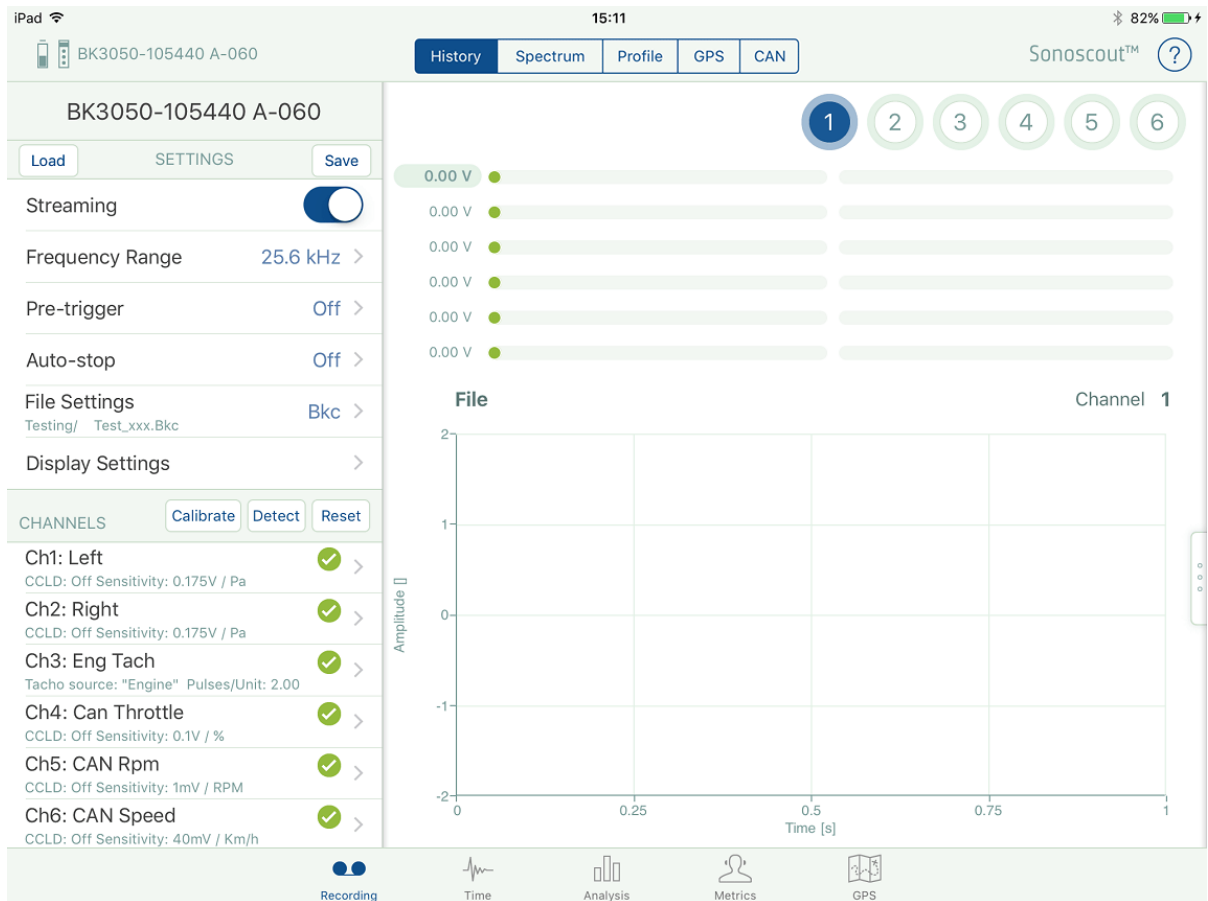 iPad 15:11 82%
BK3050-105440 A-060 History Spectrum Profile GPS CAN Sonoscout™ ?
BK3050-105440 A-060
Load SETTINGS Save
Streaming
Frequency Range 25.6 kHz
Pre-trigger Off
Auto-stop Off
File Settings Bkc
Testing/ Test_xxx.Bkc
Display Settings
CHANNELS Calibrate Detect Reset
Ch1: Left
CCLD: Off Sensitivity: 0.175V / Pa
Ch2: Right
CCLD: Off Sensitivity: 0.175V / Pa
Ch3: Eng Tach
Tacho source: "Engine" Pulses/Unit: 2.00
Ch4: Can Throttle
CCLD: Off Sensitivity: 0.1V / %
Ch5: CAN Rpm
CCLD: Off Sensitivity: 1mV / RPM
Ch6: CAN Speed
CCLD: Off Sensitivity: 40mV / Km/h
1 2 3 4 5 6
0.00 V
0.00 V
0.00 V
0.00 V
0.00 V
0.00 V
File Channel 1
2
1
0
-1
-2
Amplitude []
0 0.25 0.5 0.75 1
Time [s]
Recording Time Analysis Metrics GPS